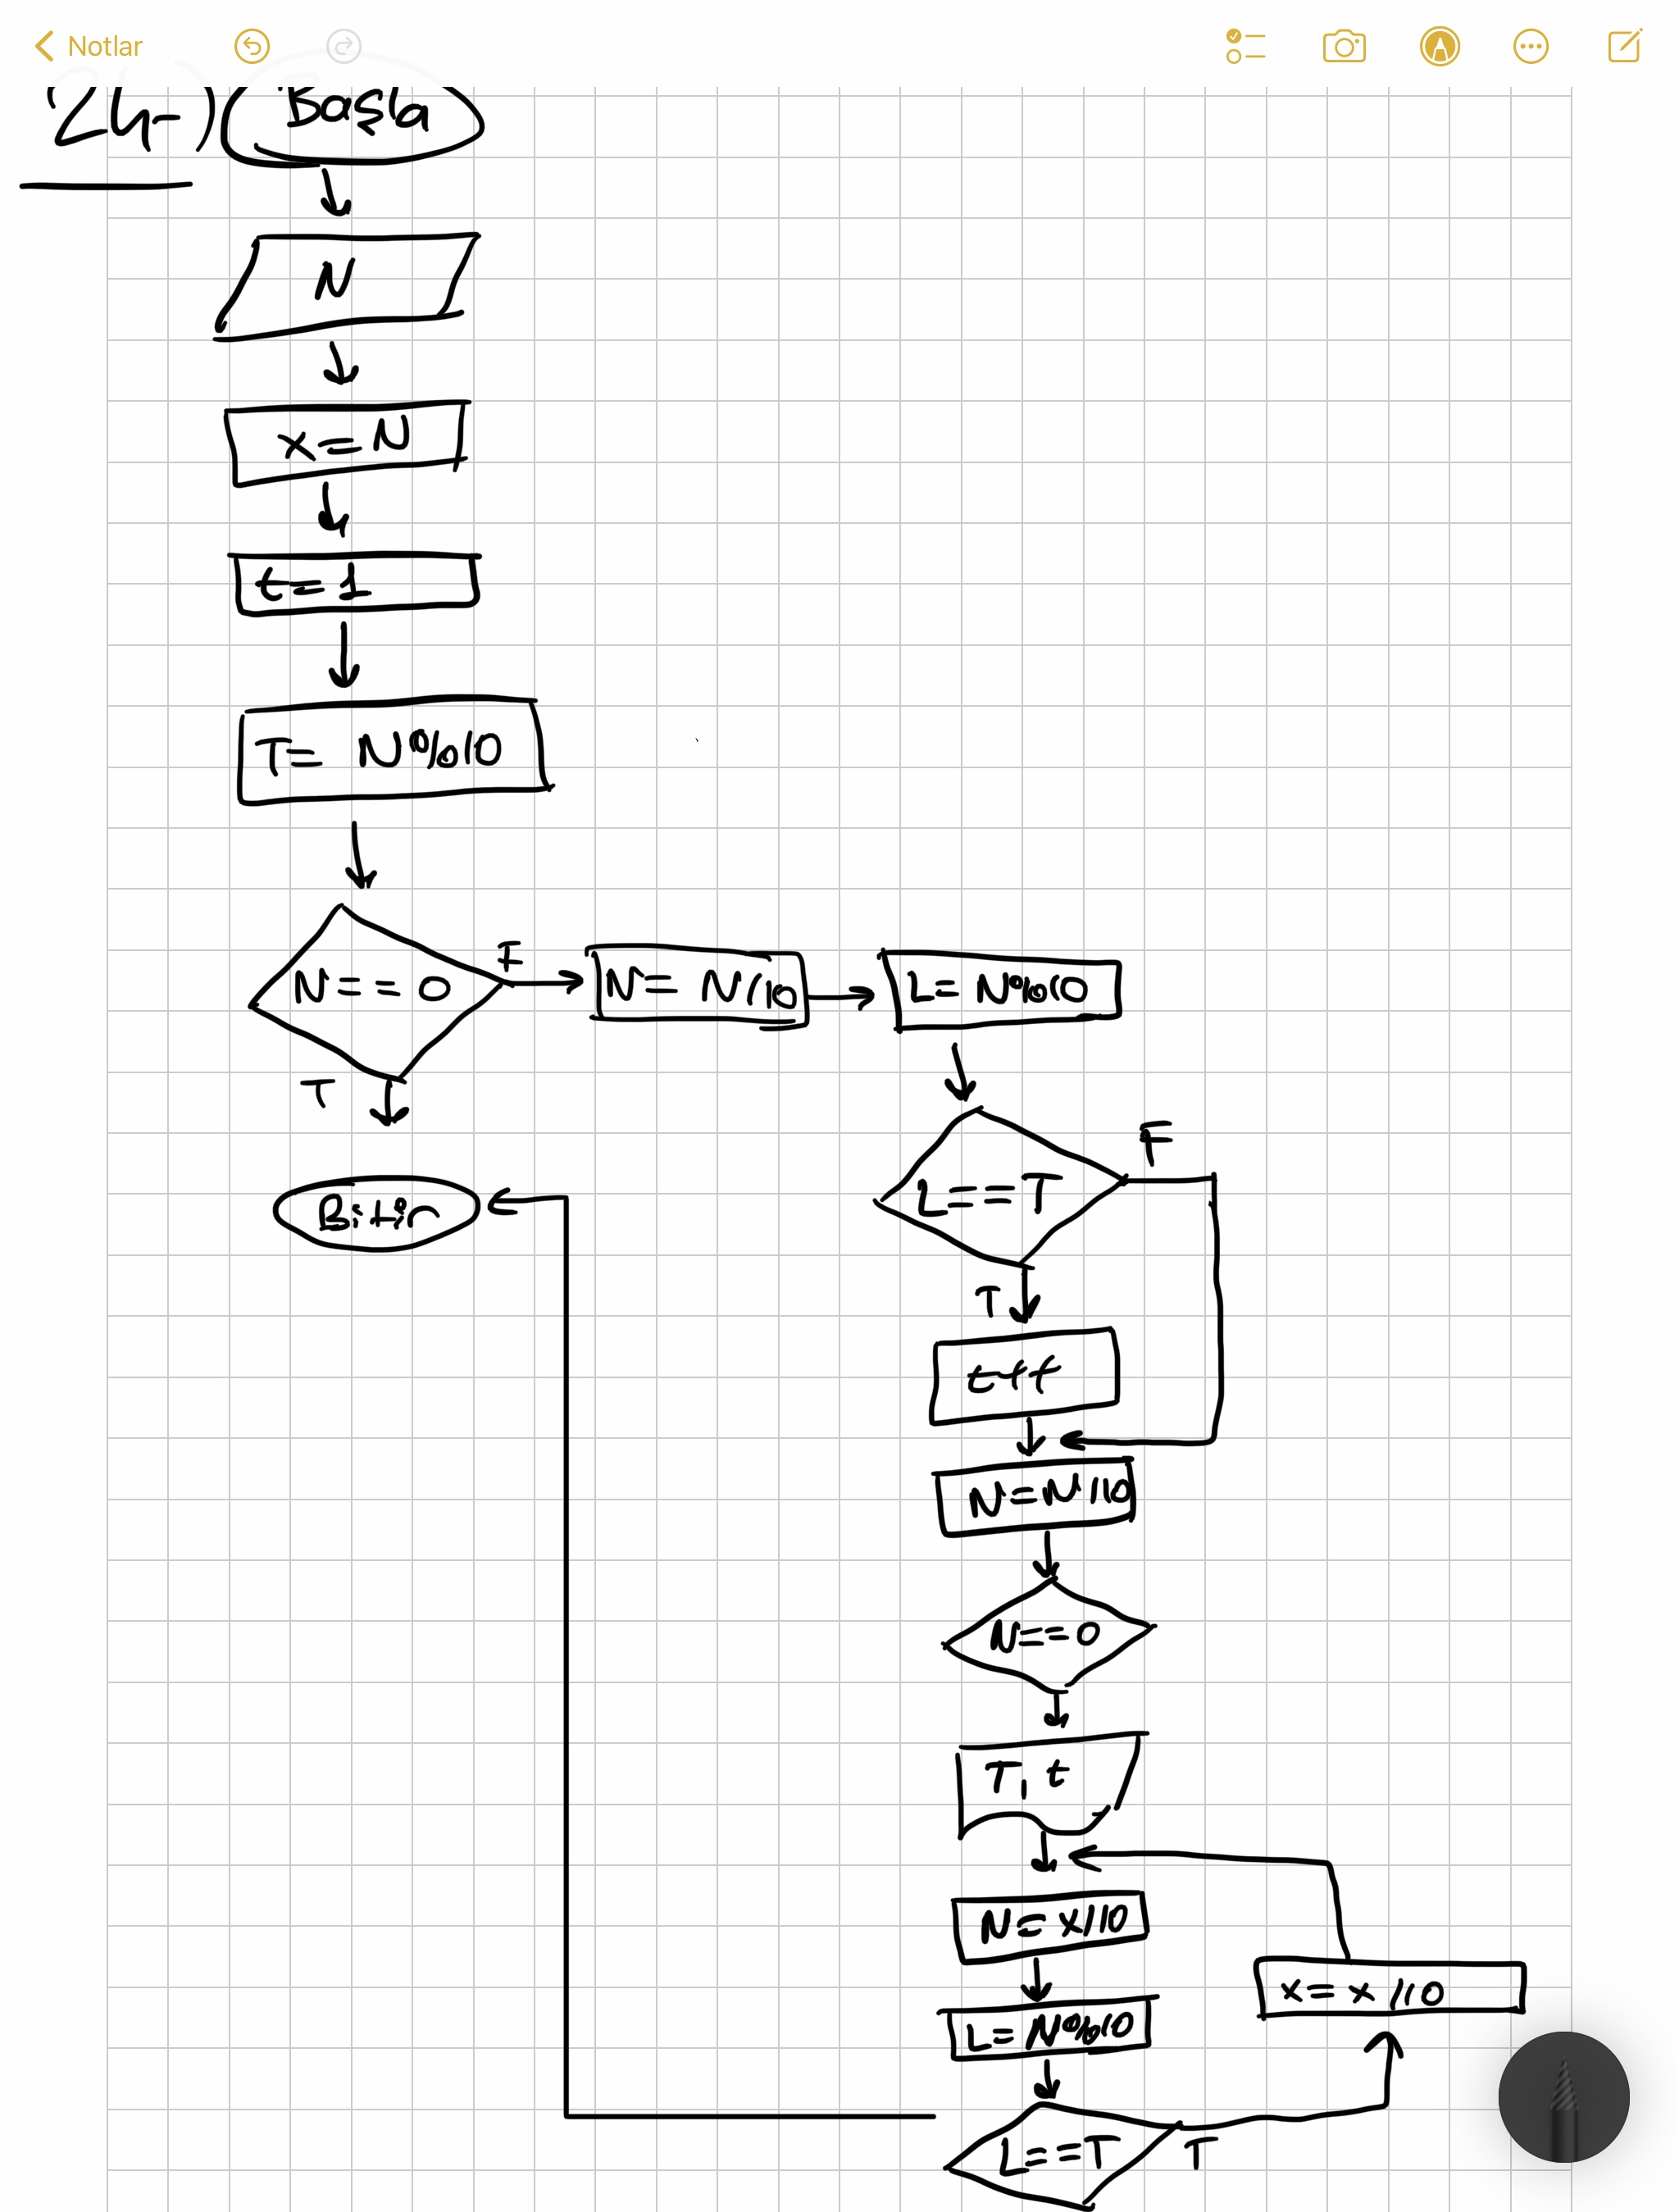 Notlar
24-) Başla
N
x = N
t = 1
T = N%10
N == 0
F
N = N/10
L = N%10
T
L == T
F
Bitir
T
t++
N = N//10
N == 0
T, t
N = x//10
x = x//10
L = N%10
L == T
T